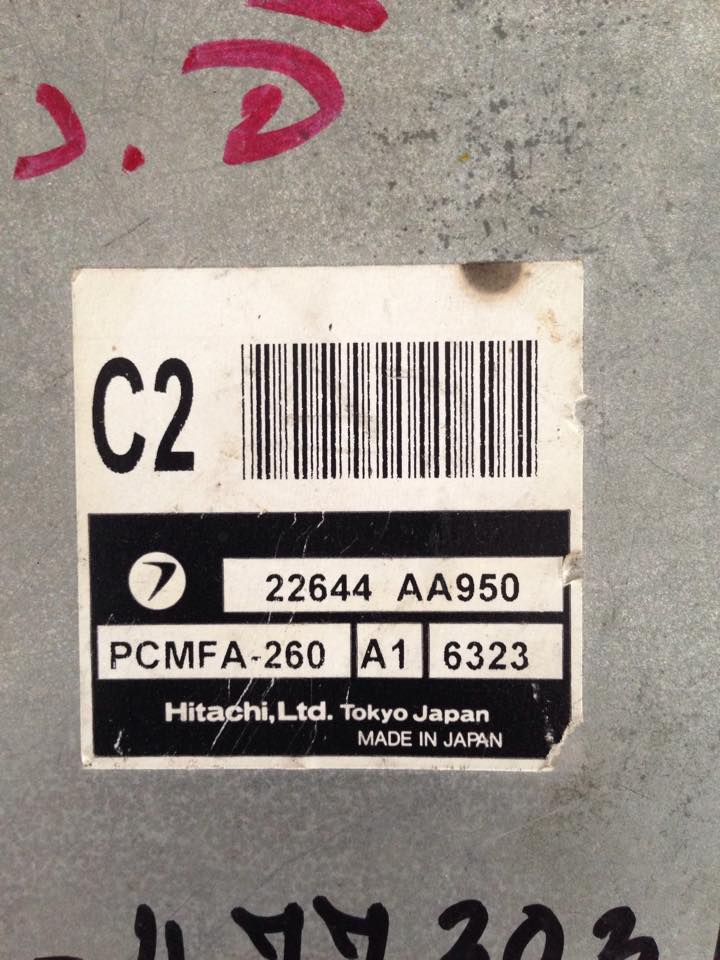 C2
22644 AA950
PCMFA-260 A1 6323
Hitachi,Ltd. Tokyo Japan
MADE IN JAPAN